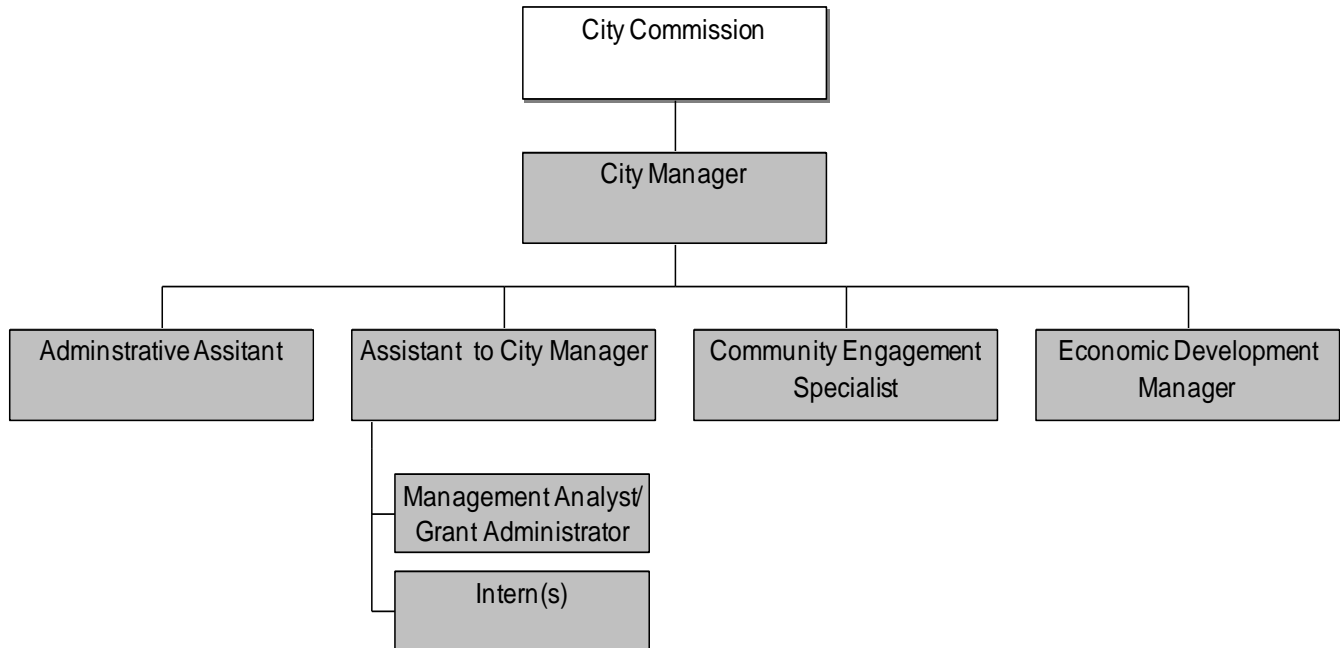 City Commission
City Manager
Adminstrative Assitant
Assistant to City Manager
Community Engagement
Specialist
Economic Development
Manager
Management Analyst/
Grant Administrator
Intern(s)